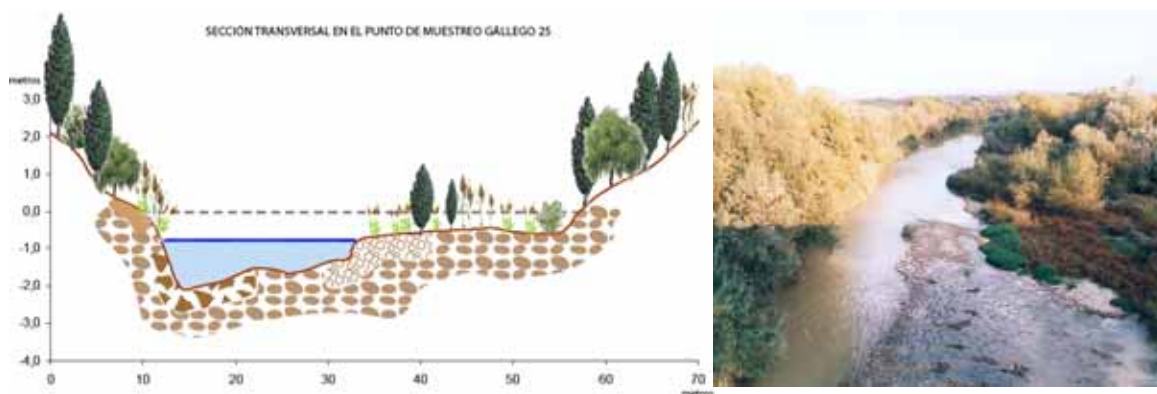 SECCIÓN TRANSVERSAL EN EL PUNTO DE MUESTREO GÁLLEGO 25
metros
3,0
2,0
1,0
0,0
-1,0
-2,0
-3,0
-4,0
0 10 20 30 40 50 60 70